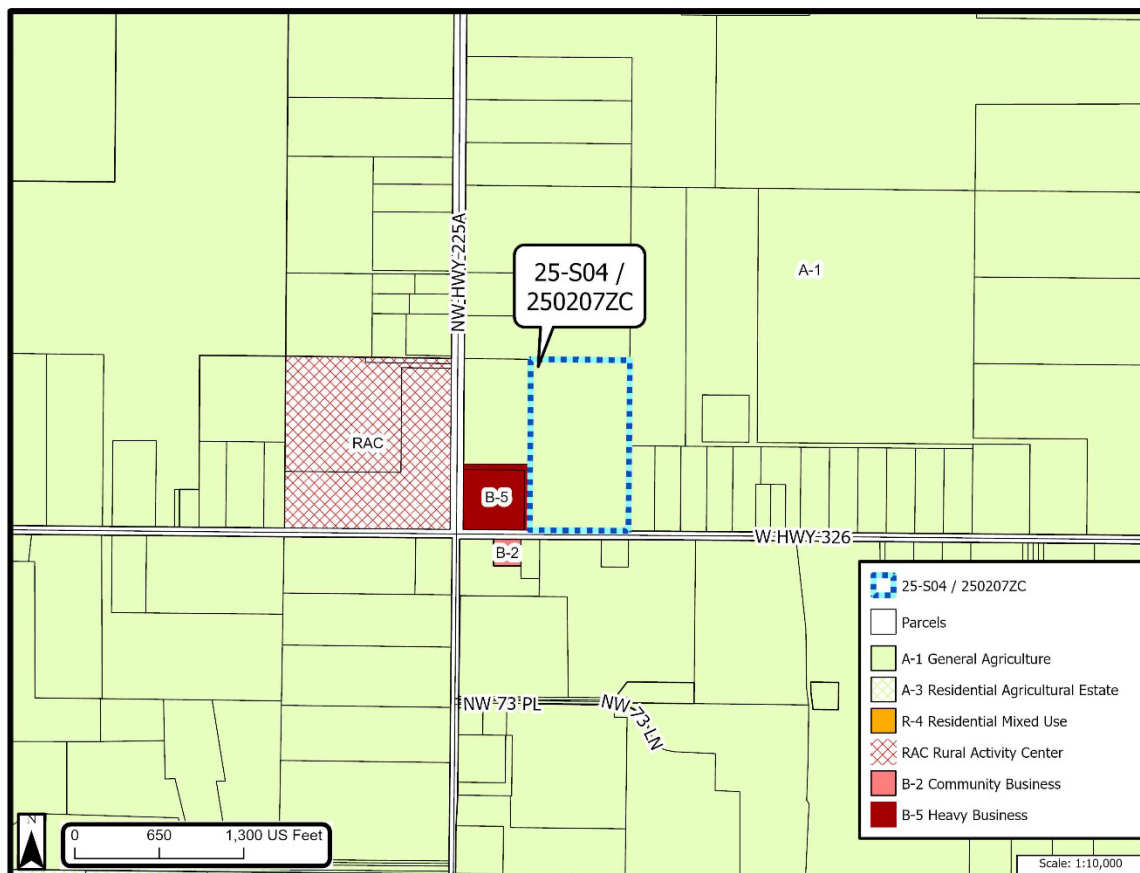 NW HWY 225A
A-1
25-S04 /
250207ZC
RAC
B-5
W HWY 326
B-2
NW 73 PL
NW 73 LN
25-S04 / 250207ZC
Parcels
A-1 General Agriculture
A-3 Residential Agricultural Estate
R-4 Residential Mixed Use
RAC Rural Activity Center
B-2 Community Business
B-5 Heavy Business
N
0 650 1,300 US Feet
Scale: 1:10,000